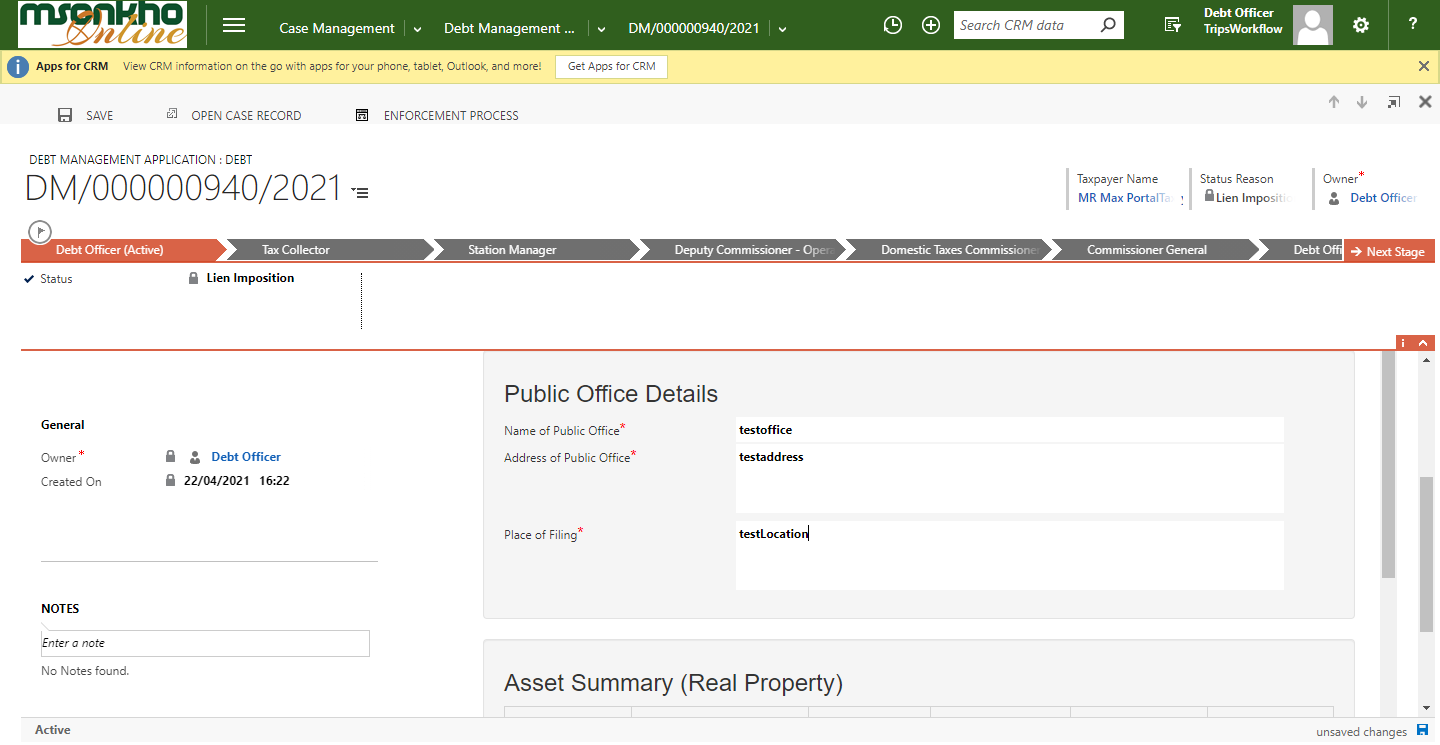 msonkho
Online
Case Management
Debt Management ...
DM/000000940/2021
Search CRM data
Debt Officer
TripsWorkflow
?
i
Apps for CRM
View CRM information on the go with apps for your phone, tablet, Outlook, and more!
Get Apps for CRM
SAVE
OPEN CASE RECORD
ENFORCEMENT PROCESS
DEBT MANAGEMENT APPLICATION : DEBT
DM/000000940/2021
Taxpayer Name
MR Max PortalTa
Status Reason
Lien Impositio
Owner*
Debt Officer
Debt Officer (Active)
Tax Collector
Station Manager
Deputy Commissioner - Oper
Domestic Taxes Commissioner
Commissioner General
Debt Offi
Next Stage
Status
Lien Imposition
i
General
Owner*
Debt Officer
Created On
22/04/2021 16:22
NOTES
Enter a note
No Notes found.
Public Office Details
Name of Public Office*
testoffice
Address of Public Office*
testaddress
Place of Filing*
testLocation
Asset Summary (Real Property)
Active
unsaved changes